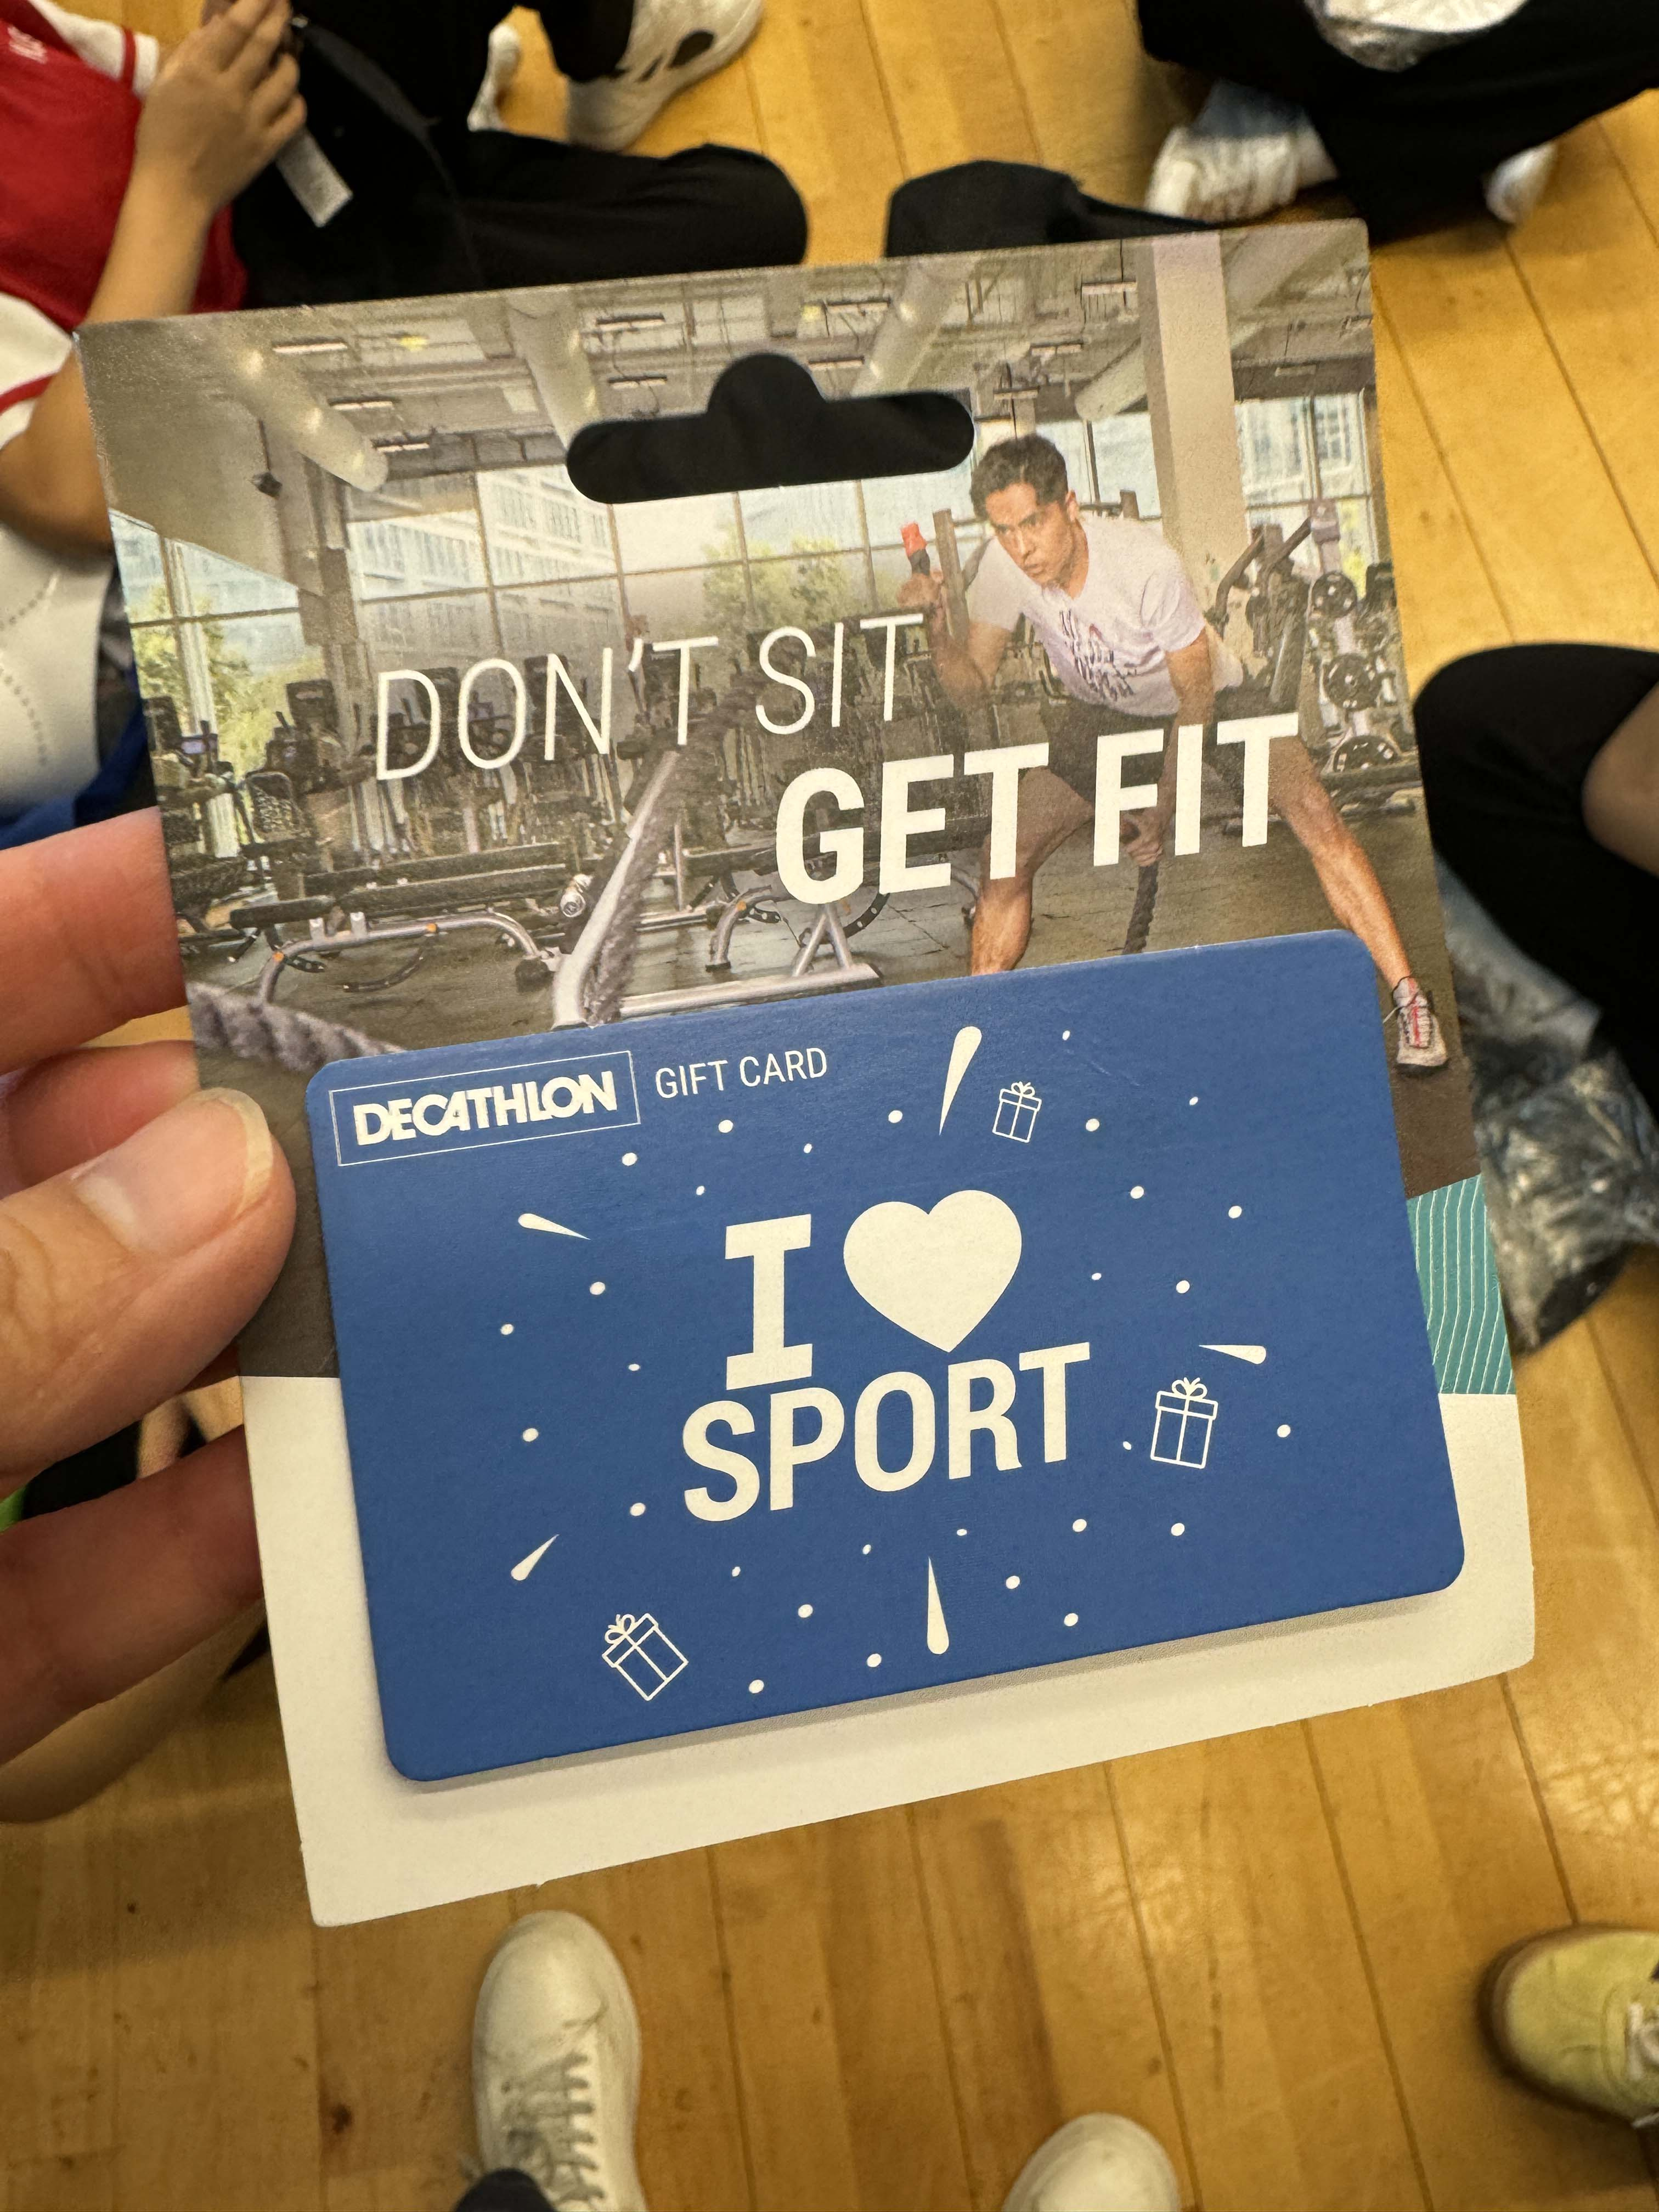 DON'T SIT
GET FIT
DECATHLON GIFT CARD
I ♥
SPORT